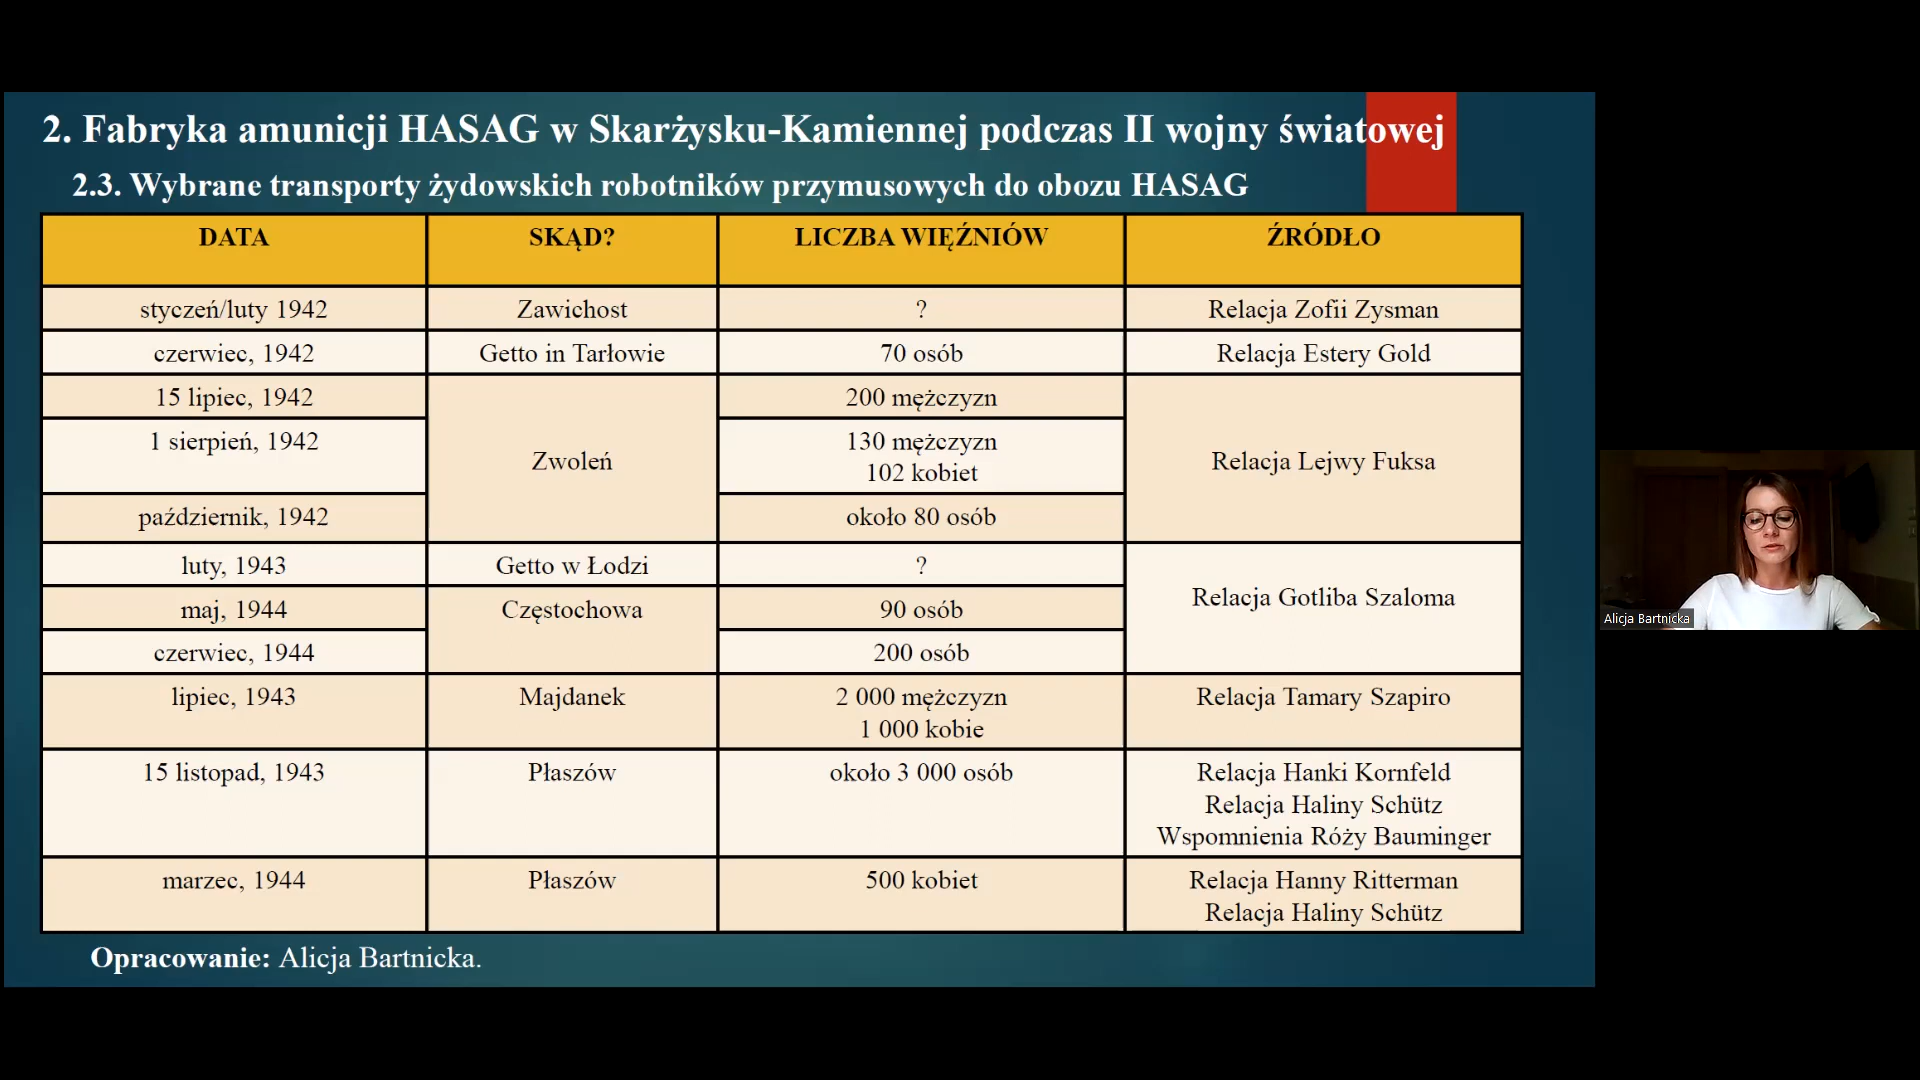 2. Fabryka amunicji HASAG w Skarżysku-Kamiennej podczas II wojny światowej
2.3. Wybrane transporty żydowskich robotników przymusowych do obozu HASAG
DATA SKĄD? LICZBA WIĘŹNIÓW ŹRÓDŁO
styczeń/luty 1942 Zawichost ? Relacja Zofii Zysman
czerwiec, 1942 Getto in Tarłowie 70 osób Relacja Estery Gold
15 lipiec, 1942 200 mężczyzn
1 sierpień, 1942 130 mężczyzn
Zwoleń Relacja Lejwy Fuksa
102 kobiet
październik, 1942 około 80 osób
luty, 1943 Getto w Łodzi ?
Relacja Gotliba Szaloma
maj, 1944 Częstochowa 90 osób
czerwiec, 1944 200 osób
lipiec, 1943 Majdanek 2 000 mężczyzn Relacja Tamary Szapiro
1 000 kobie
15 listopad, 1943 Płaszów około 3 000 osób Relacja Hanki Kornfeld
Relacja Haliny Schütz
Wspomnienia Róży Bauminger
marzec, 1944 Płaszów 500 kobiet Relacja Hanny Ritterman
Relacja Haliny Schütz
Opracowanie: Alicja Bartnicka.
Alicja Bartnicka